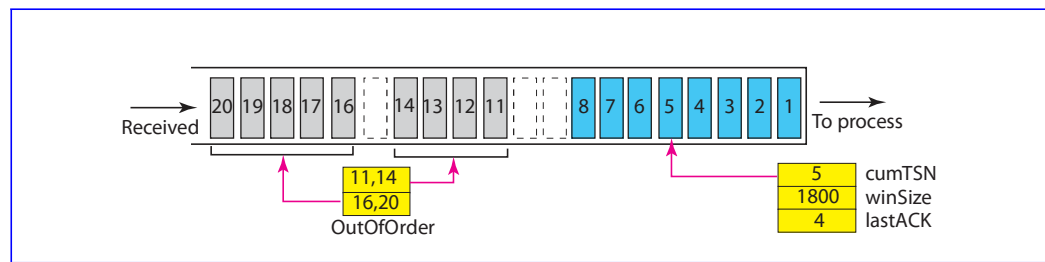 20 19 18 17 16 14 13 12 11 8 7 6 5 4 3 2 1
Received
To process
11,14
16,20
OutOfOrder
5 cumTSN
1800 winSize
4 lastACK